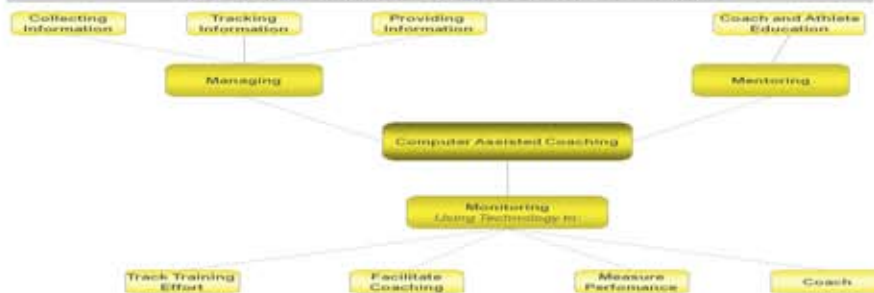 Collecting
Information
Tracking
Information
Providing
Information
Coach and Athlete
Education
Managing
Mentoring
Computer Assisted Coaching
Monitoring
Using Technology to:
Track Training
Effort
Facilitate
Coaching
Measure
Perfomance
Coach